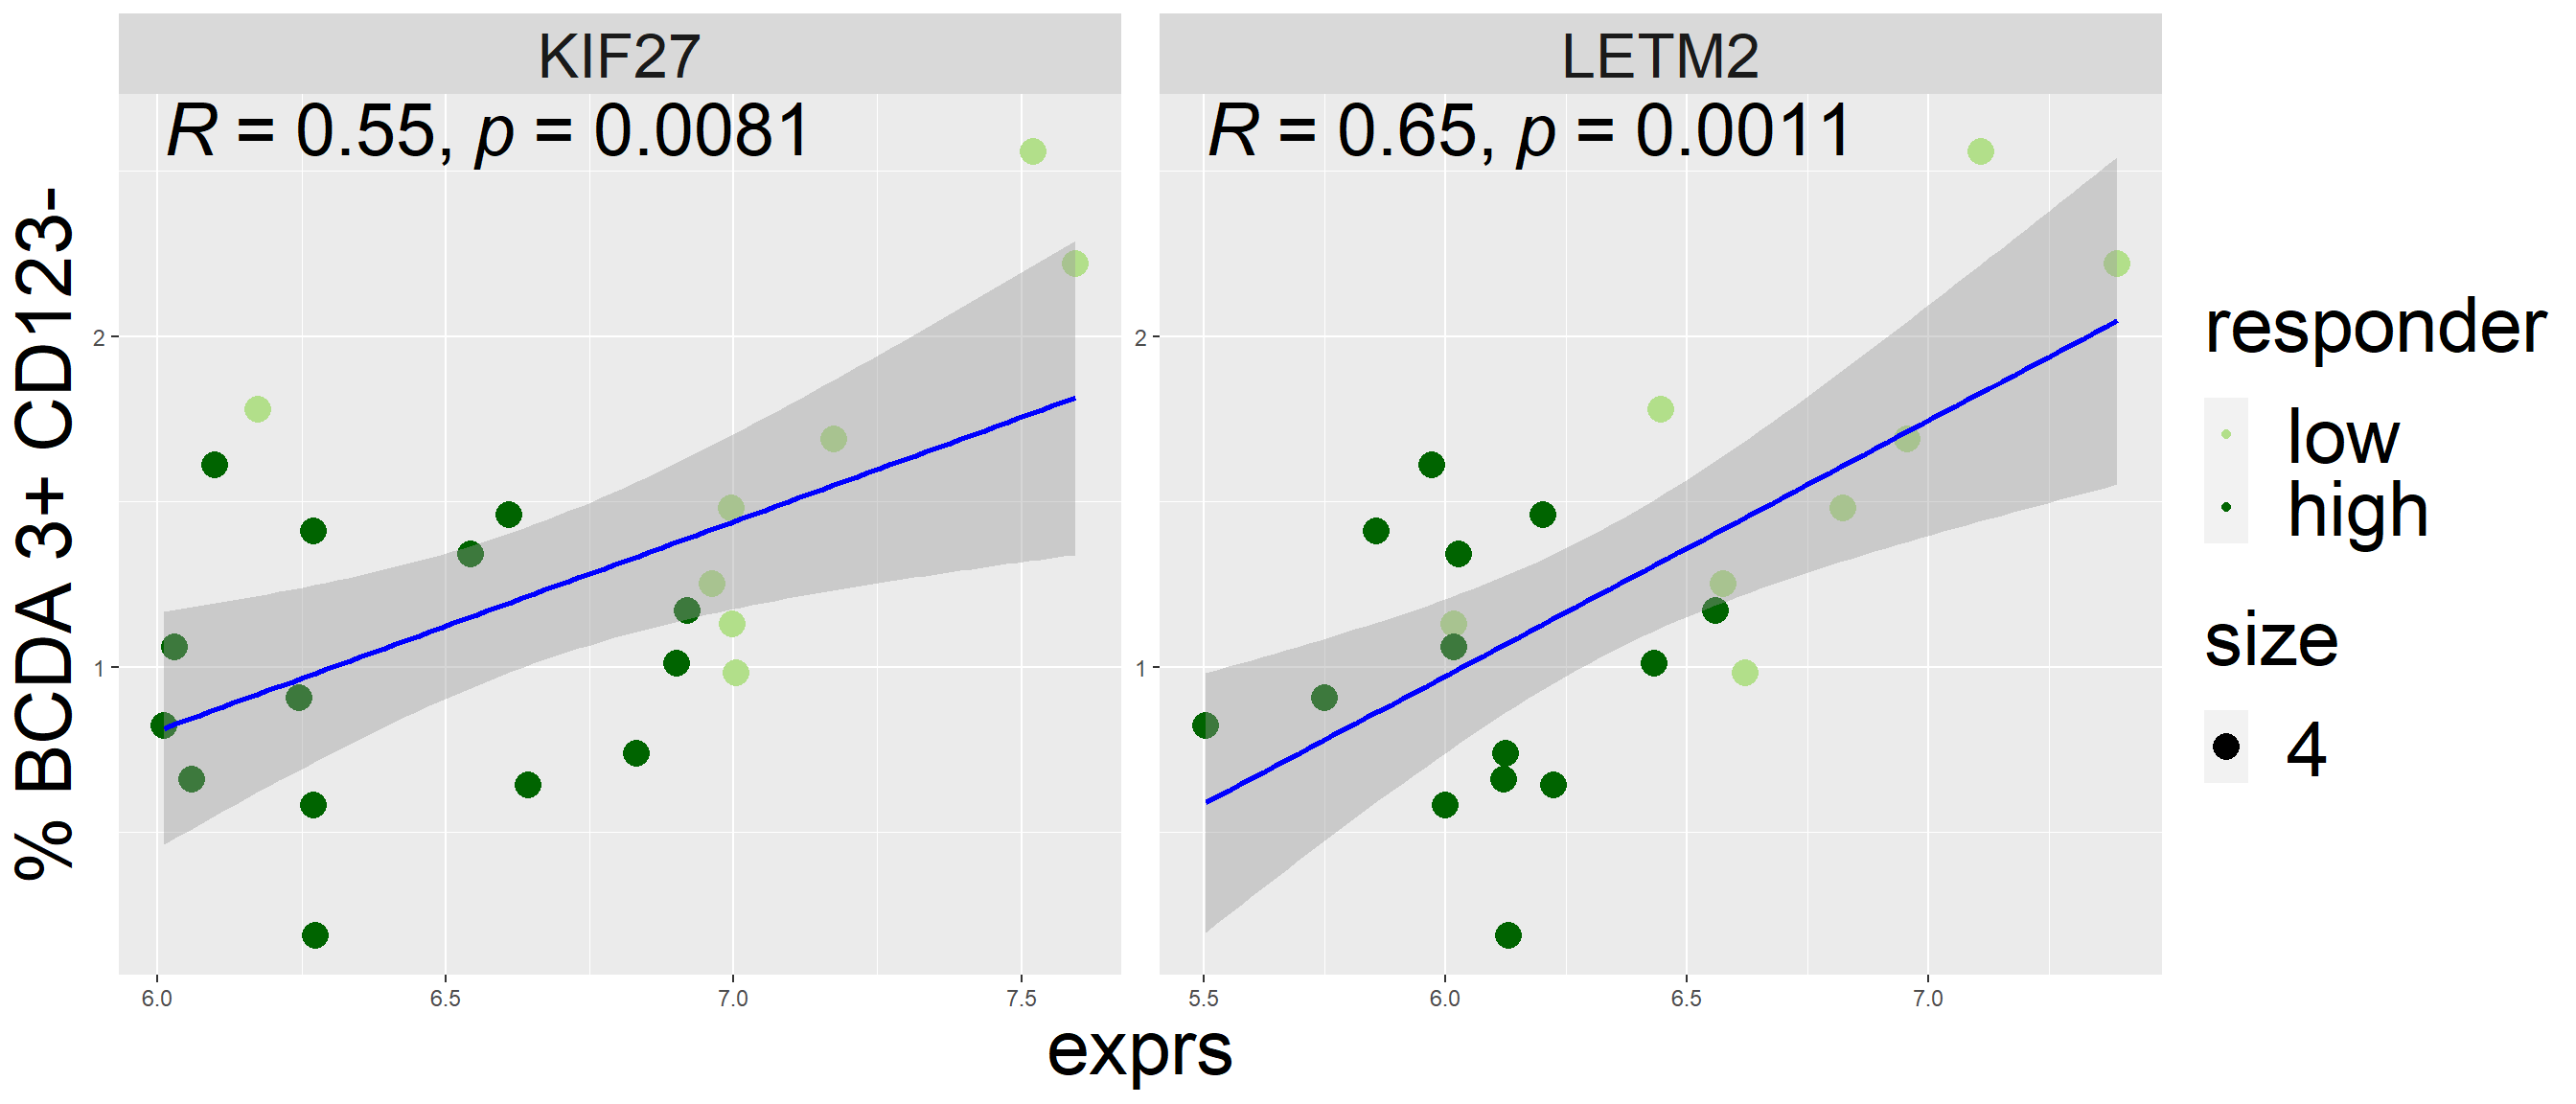 KIF27
LETM2
R = 0.55, p = 0.0081
R = 0.65, p = 0.0011
% BCDA 3+ CD123-
2
1
2
1
6.0 6.5 7.0 7.5
5.5 6.0 6.5 7.0
exprs
responder
low
high
size
4